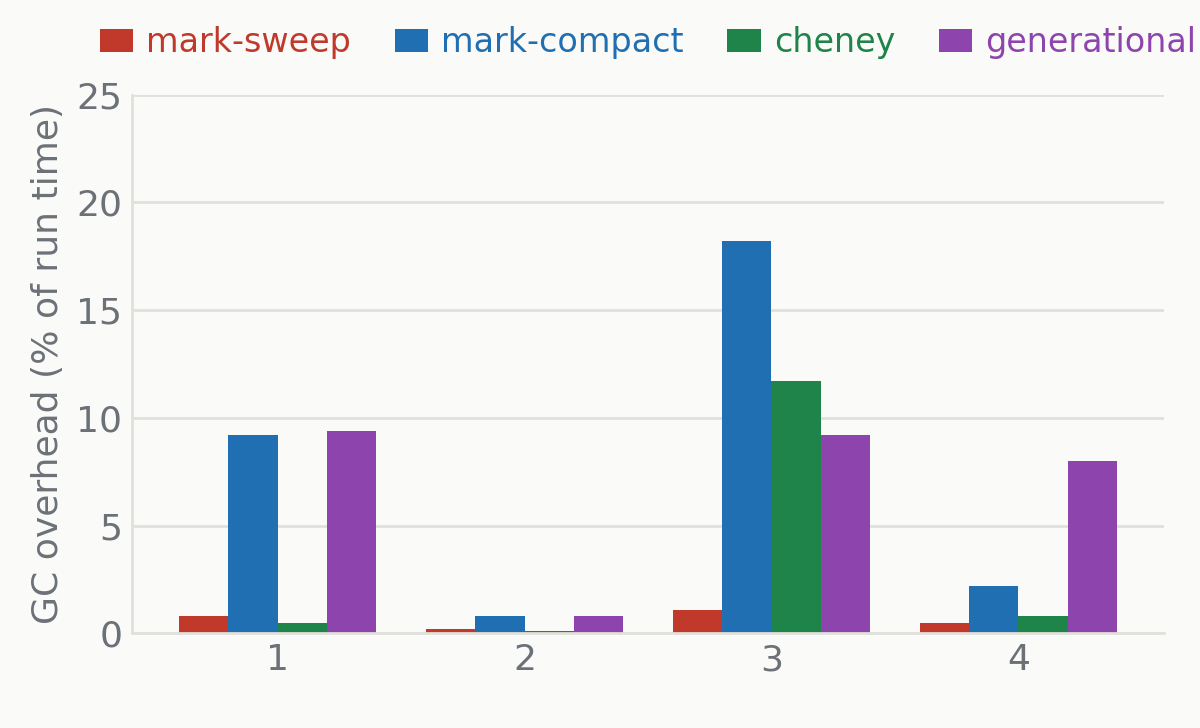 mark-sweep mark-compact cheney generational
GC overhead (% of run time)
25
20
15
10
5
0
1 2 3 4